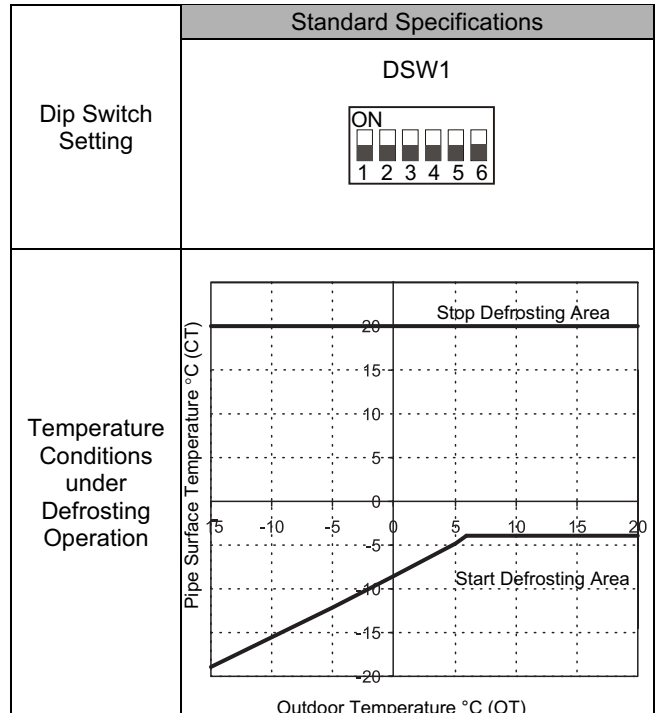 Standard Specifications
Dip Switch
Setting
DSW1
ON
1 2 3 4 5 6
Temperature
Conditions
under
Defrosting
Operation
Pipe Surface Temperature °C (CT)
Stop Defrosting Area
20
15
10
5
0
-15 -10 -5 0 5 10 15 20
-5
Start Defrosting Area
-10
-15
-20
Outdoor Temperature °C (OT)